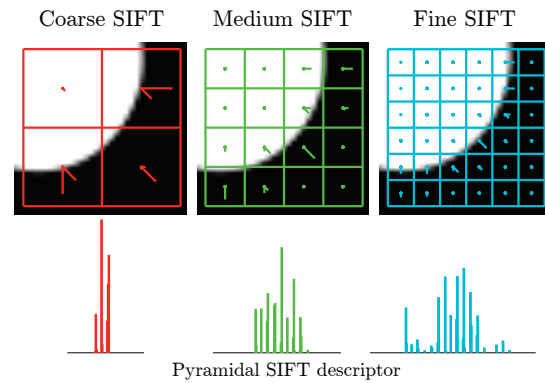 Coarse SIFT
Medium SIFT
Fine SIFT
Pyramidal SIFT descriptor